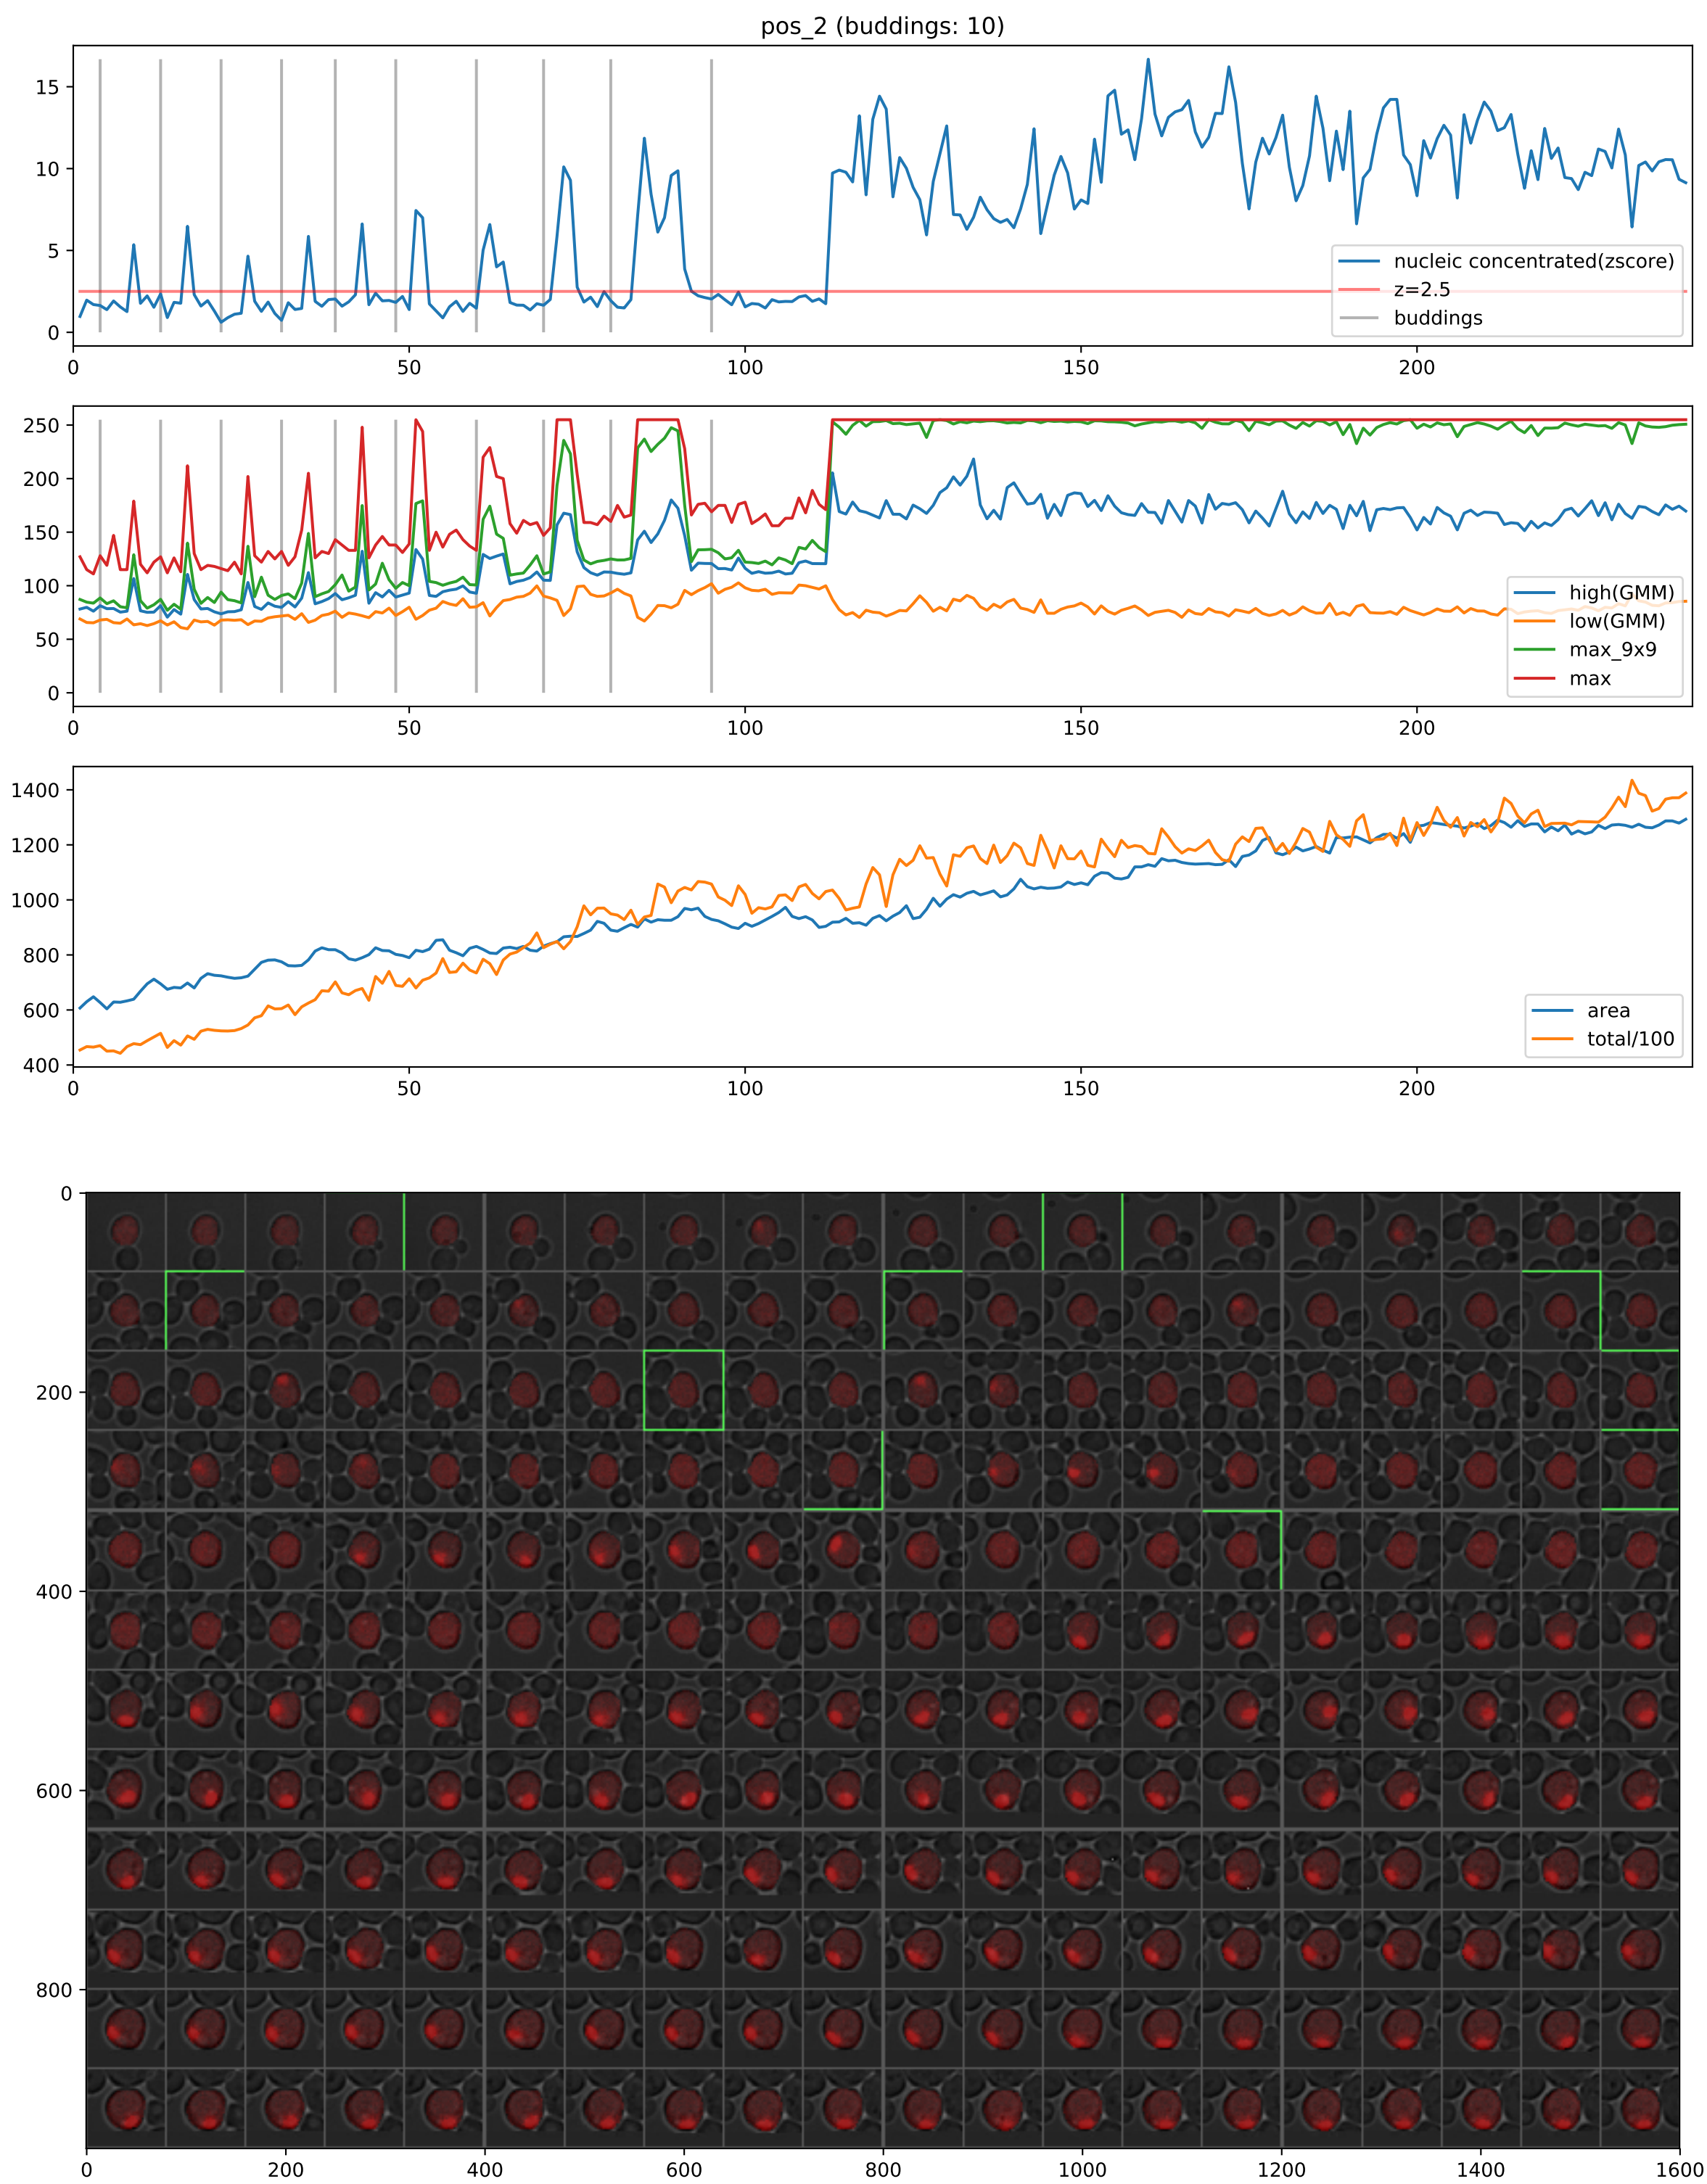 pos_2 (buddings: 10)
15
10
5
0
nucleic concentrated(zscore)
z=2.5
buddings
0 50 100 150 200
250
200
150
100
50
0
high(GMM)
low(GMM)
max_9x9
max
0 50 100 150 200
1400
1200
1000
800
600
400
area
total/100
0 50 100 150 200
0
200
400
600
800
0 200 400 600 800 1000 1200 1400 1600